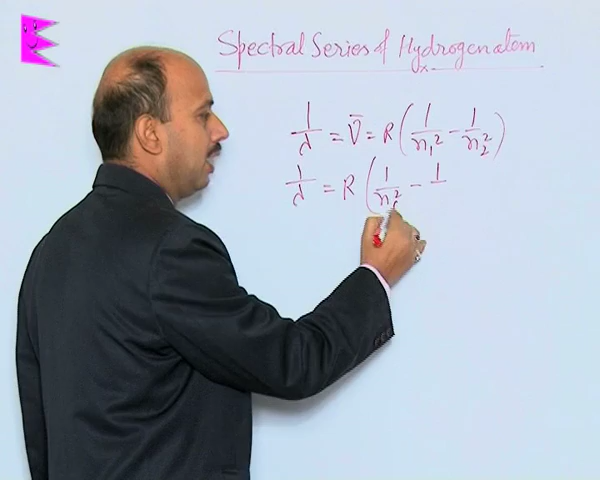 Spectral Series of Hydrogen atom
1/λ = ν̄ = R (1/n₁² − 1/n₂²)
1/λ = R (1/n₁² − 1